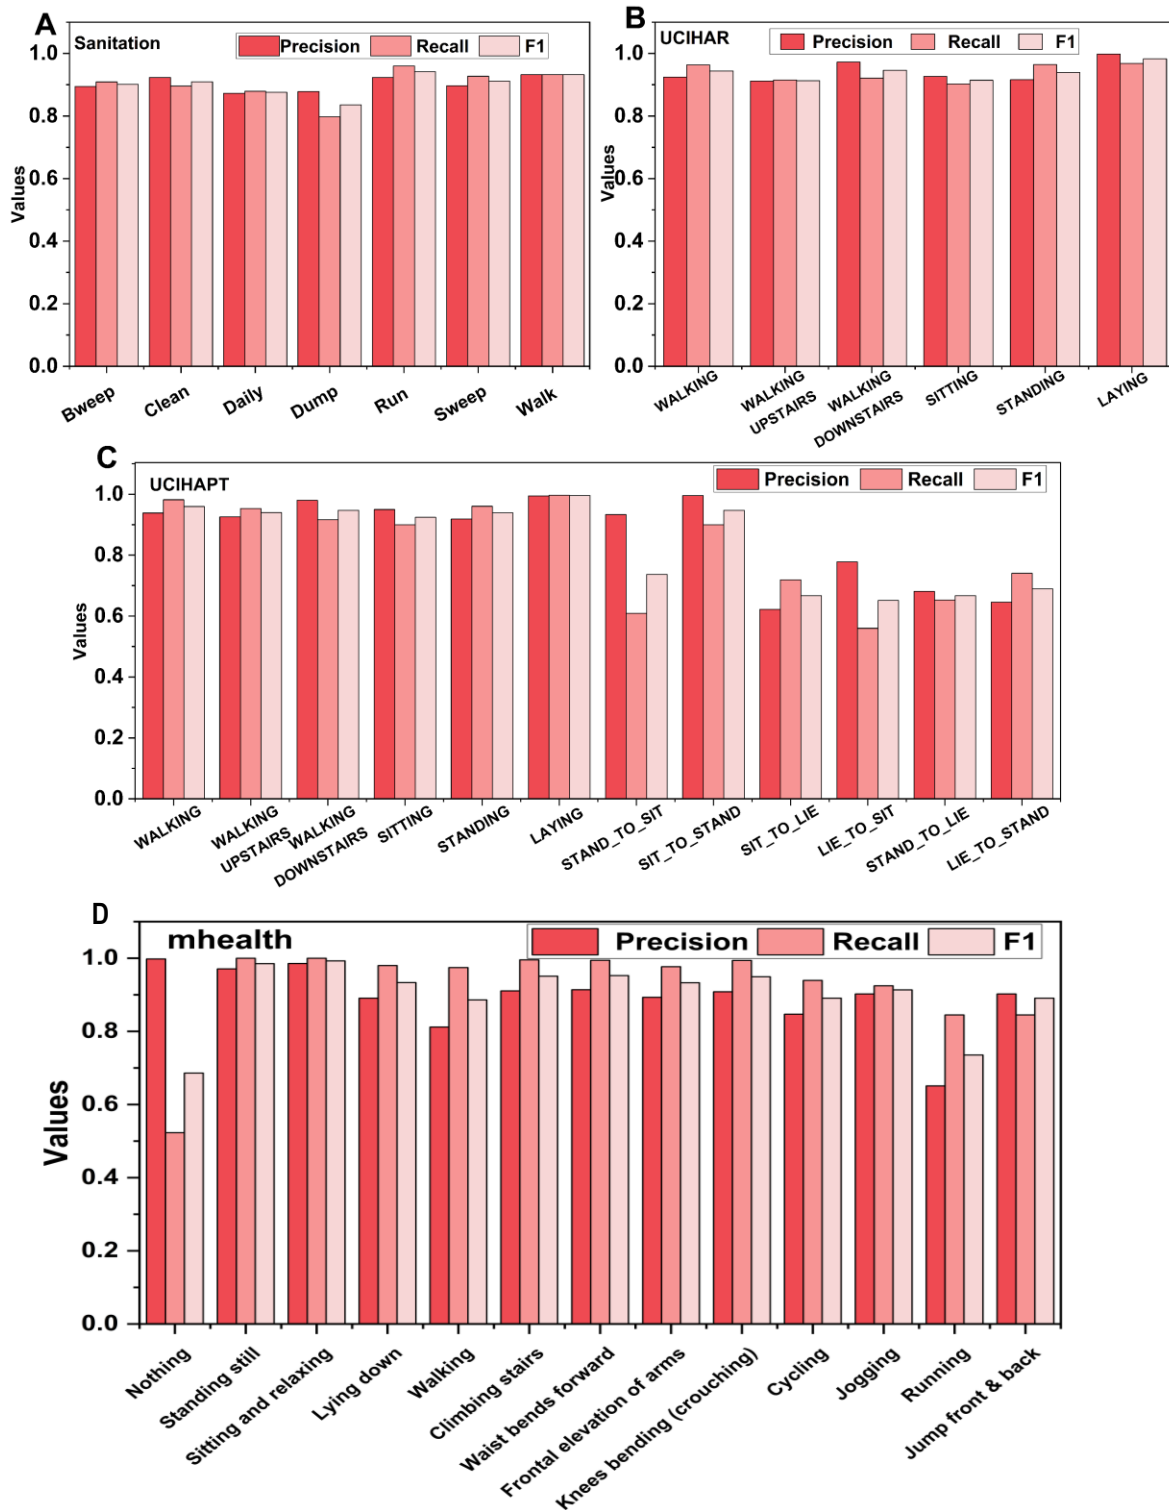 A
Sanitation
Precision Recall F1
1.0
0.8
0.6
0.4
0.2
0.0
Values
Bweep Clean Daily Dump Run Sweep Walk
B
UCIHAR
Precision Recall F1
1.0
0.8
0.6
0.4
0.2
0.0
Values
WALKING
WALKING UPSTAIRS
WALKING DOWNSTAIRS
SITTING
STANDING
LAYING
C
UCIHAPT
Precision Recall F1
1.0
0.8
0.6
0.4
0.2
0.0
Values
WALKING
WALKING UPSTAIRS
WALKING DOWNSTAIRS
SITTING
STANDING
LAYING
STAND_TO_SIT
SIT_TO_STAND
SIT_TO_LIE
LIE_TO_SIT
STAND_TO_LIE
LIE_TO_STAND
D
mhealth
Precision Recall F1
1.0
0.8
0.6
0.4
0.2
0.0
Values
Nothing
Standing still
Sitting and relaxing
Lying down
Walking
Climbing stairs
Waist bends forward
Frontal elevation of arms
Knees bending (crouching)
Cycling
Jogging
Running
Jump front & back